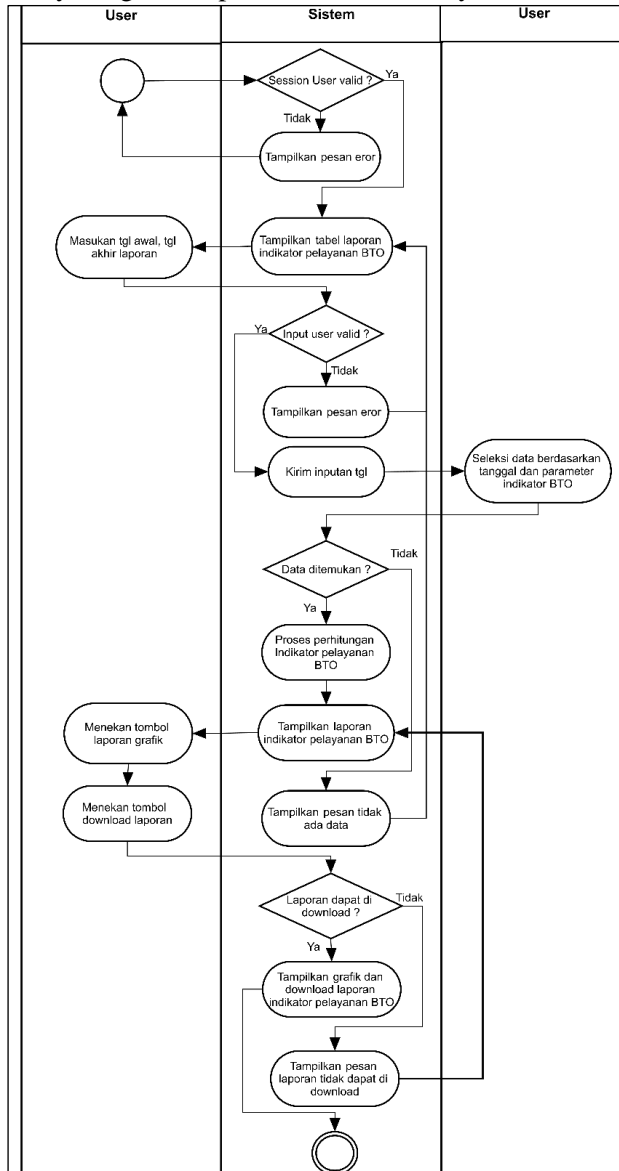 User
Sistem
User
Session User valid ?
Ya
Tidak
Tampilkan pesan eror
Masukan tgl awal, tgl
akhir laporan
Tampilkan tabel laporan
indikator pelayanan BTO
Ya
Input user valid ?
Tidak
Tampilkan pesan eror
Kirim inputan tgl
Seleksi data berdasarkan
tanggal dan parameter
indikator BTO
Data ditemukan ?
Tidak
Ya
Proses perhitungan
Indikator pelayanan
BTO
Menekan tombol
laporan grafik
Tampilkan laporan
indikator pelayanan BTO
Menekan tombol
download laporan
Tampilkan pesan tidak
ada data
Laporan dapat di
download ?
Tidak
Ya
Tampilkan grafik dan
download laporan
indikator pelayanan BTO
Tampilkan pesan
laporan tidak dapat di
download